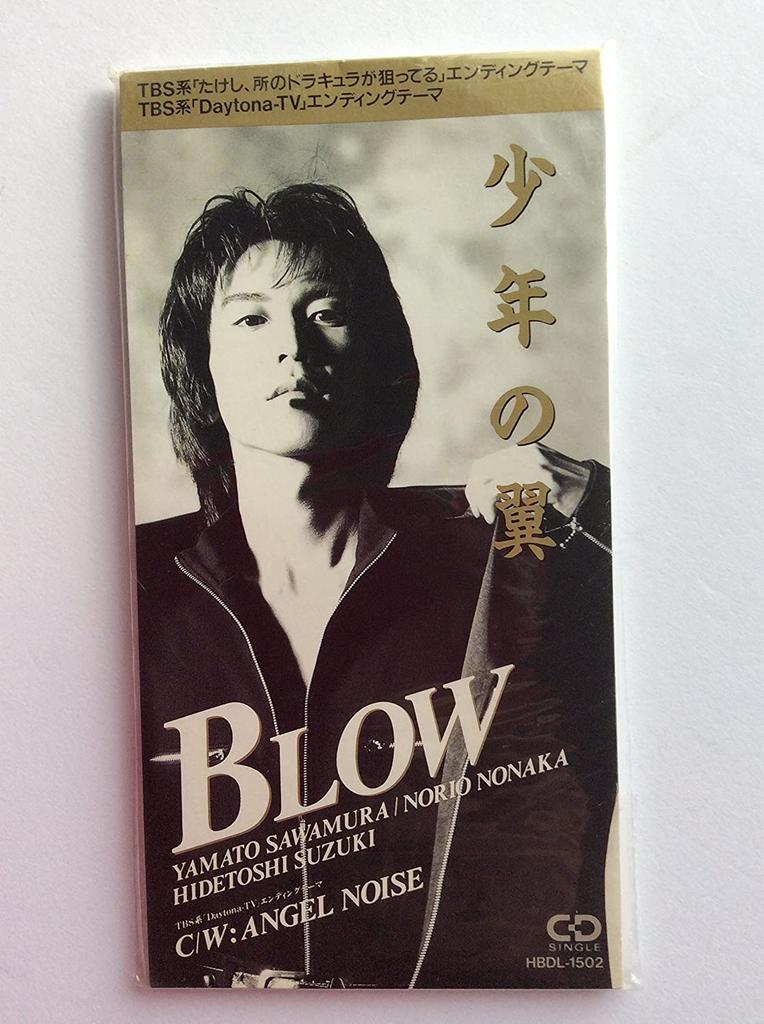 TBS系「たけし、所のドラキュラが狙ってる」エンディングテーマ
TBS系「Daytona-TV」エンディングテーマ
少年の翼
BLOW
YAMATO SAWAMURA / NORIO NONAKA
HIDETOSHI SUZUKI
TBS系「Daytona-TV」エンディングテーマ
C/W: ANGEL NOISE
CD
SINGLE
HBDL-1502